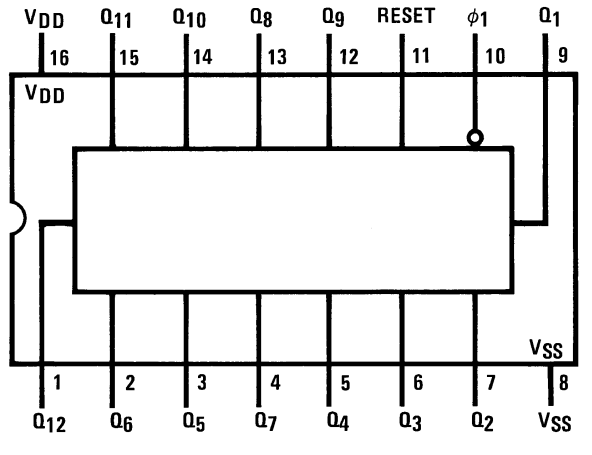 VDD Q11 Q10 Q8 Q9 RESET ϕ1 Q1
16 15 14 13 12 11 10 9
VDD
VSS
1 2 3 4 5 6 7 8
Q12 Q6 Q5 Q7 Q4 Q3 Q2 VSS